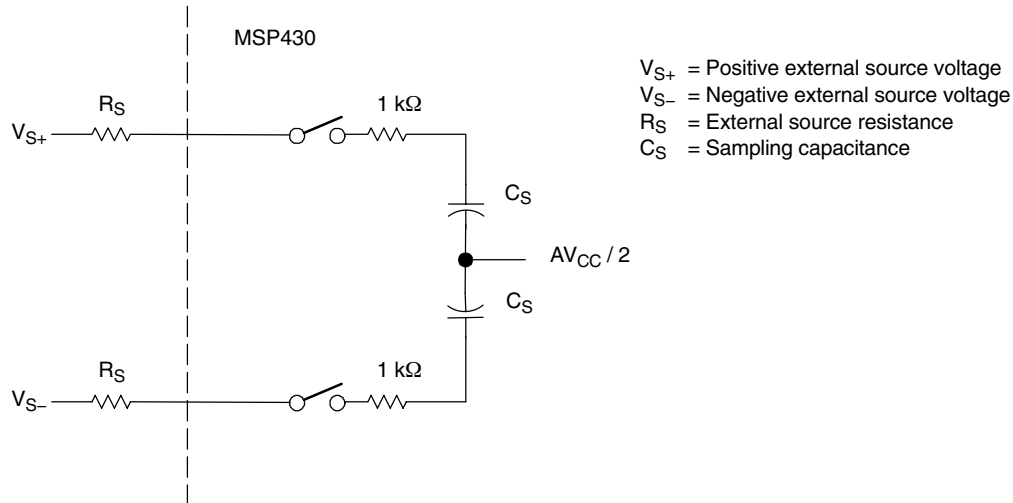 MSP430
V_S+ = Positive external source voltage
V_S– = Negative external source voltage
R_S = External source resistance
C_S = Sampling capacitance
R_S
1 kΩ
V_S+
C_S
AV_CC / 2
C_S
R_S
1 kΩ
V_S–